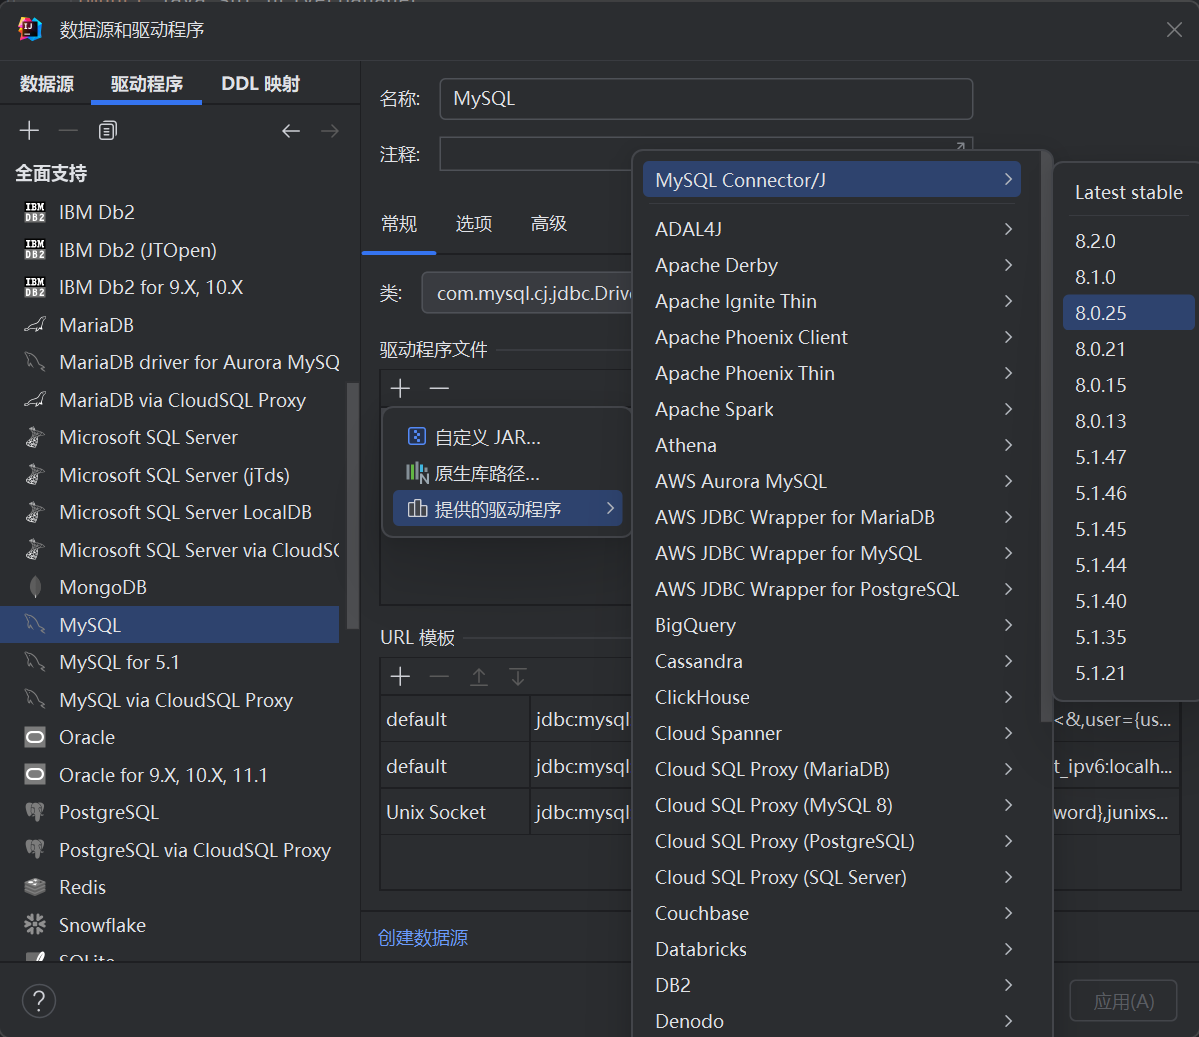 数据源和驱动程序
数据源
驱动程序
DDL 映射
全面支持
IBM Db2
IBM Db2 (JTOpen)
IBM Db2 for 9.X, 10.X
MariaDB
MariaDB driver for Aurora MySQ
MariaDB via CloudSQL Proxy
Microsoft SQL Server
Microsoft SQL Server (jTds)
Microsoft SQL Server LocalDB
Microsoft SQL Server via CloudSQ
MongoDB
MySQL
MySQL for 5.1
MySQL via CloudSQL Proxy
Oracle
Oracle for 9.X, 10.X, 11.1
PostgreSQL
PostgreSQL via CloudSQL Proxy
Redis
Snowflake
SQLite
名称:
MySQL
注释:
常规
选项
高级
类:
com.mysql.cj.jdbc.Drive
驱动程序文件
自定义 JAR...
原生库路径...
提供的驱动程序
URL 模板
default
jdbc:mysql
<&,user={us...
default
jdbc:mysql
t_ipv6:localh...
Unix Socket
jdbc:mysql
word},junixs...
创建数据源
MySQL Connector/J
ADAL4J
Apache Derby
Apache Ignite Thin
Apache Phoenix Client
Apache Phoenix Thin
Apache Spark
Athena
AWS Aurora MySQL
AWS JDBC Wrapper for MariaDB
AWS JDBC Wrapper for MySQL
AWS JDBC Wrapper for PostgreSQL
BigQuery
Cassandra
ClickHouse
Cloud Spanner
Cloud SQL Proxy (MariaDB)
Cloud SQL Proxy (MySQL 8)
Cloud SQL Proxy (PostgreSQL)
Cloud SQL Proxy (SQL Server)
Couchbase
Databricks
DB2
Denodo
Latest stable
8.2.0
8.1.0
8.0.25
8.0.21
8.0.15
8.0.13
5.1.47
5.1.46
5.1.45
5.1.44
5.1.40
5.1.35
5.1.21
?
应用(A)